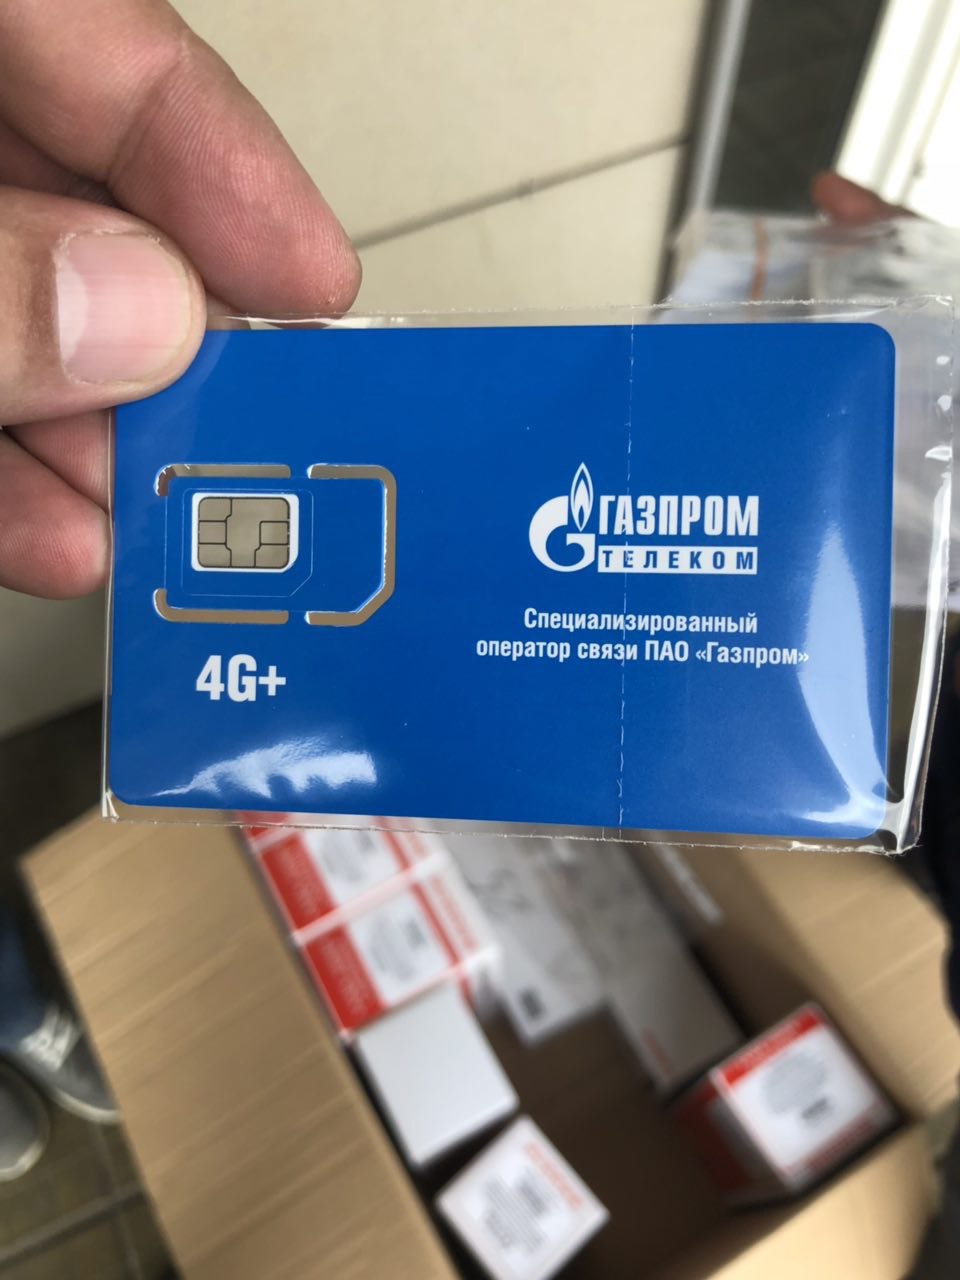 ГАЗПРОМ
ТЕЛЕКОМ
Специализированный
оператор связи ПАО «Газпром»
4G+